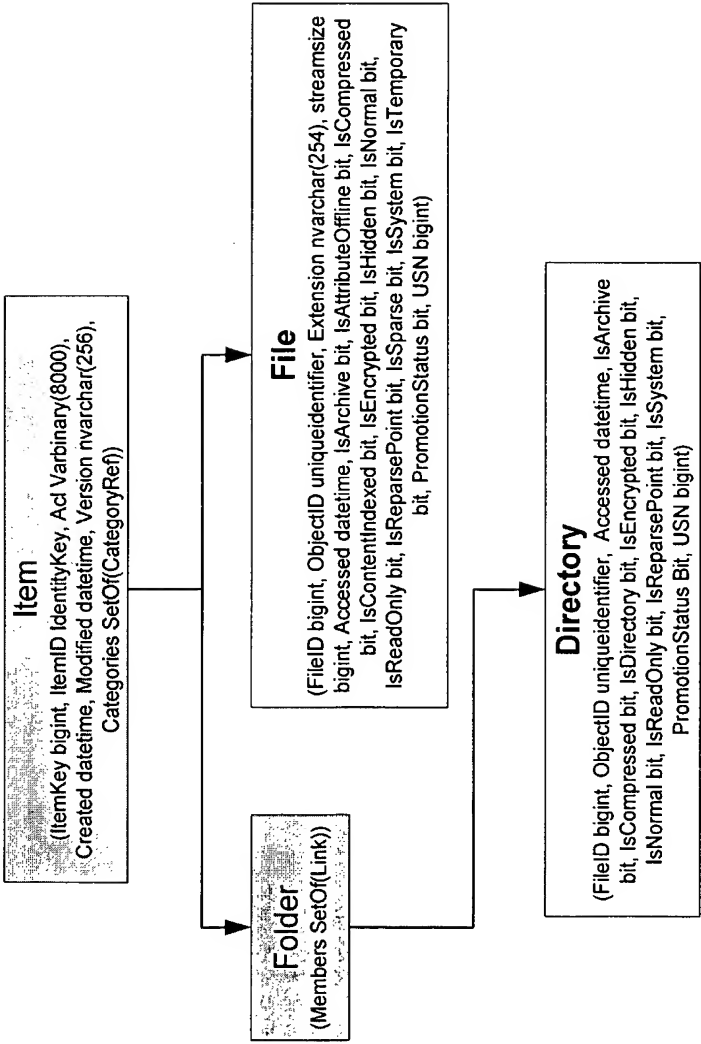 Item
(ItemKey bigint, ItemID IdentityKey, Acl Varbinary(8000),
Created datetime, Modified datetime, Version nvarchar(256),
Categories SetOf(CategoryRef))
Folder
(Members SetOf(Link))
File
(FileID bigint, ObjectID uniqueidentifier, Extension nvarchar(254), streamsize
bigint, Accessed datetime, IsArchive bit, IsAttributeOffline bit, IsCompressed
bit, IsContentIndexed bit, IsEncrypted bit, IsHidden bit, IsNormal bit,
IsReadOnly bit, IsReparsePoint bit, IsSparse bit, IsSystem bit, IsTemporary
bit, PromotionStatus bit, USN bigint)
Directory
(FileID bigint, ObjectID uniqueidentifier, Accessed datetime, IsArchive
bit, IsCompressed bit, IsDirectory bit, IsEncrypted bit, IsHidden bit,
IsNormal bit, IsReadOnly bit, IsReparsePoint bit, IsSystem bit,
PromotionStatus Bit, USN bigint)